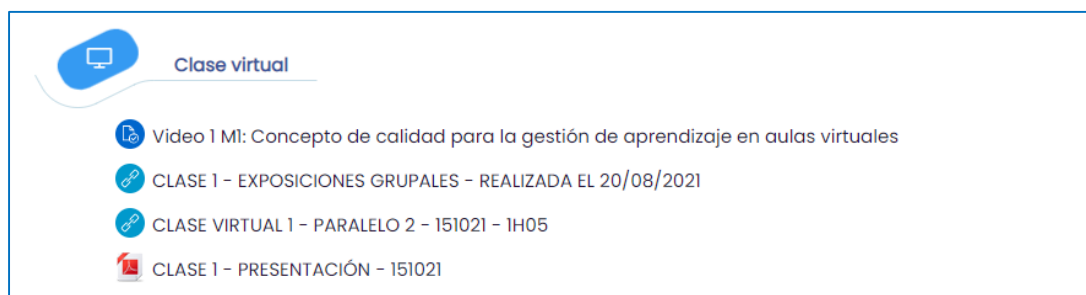 Clase virtual
Video 1 M1: Concepto de calidad para la gestión de aprendizaje en aulas virtuales
CLASE 1 - EXPOSICIONES GRUPALES - REALIZADA EL 20/08/2021
CLASE VIRTUAL 1 - PARALELO 2 - 151021 - 1H05
CLASE 1 - PRESENTACIÓN - 151021